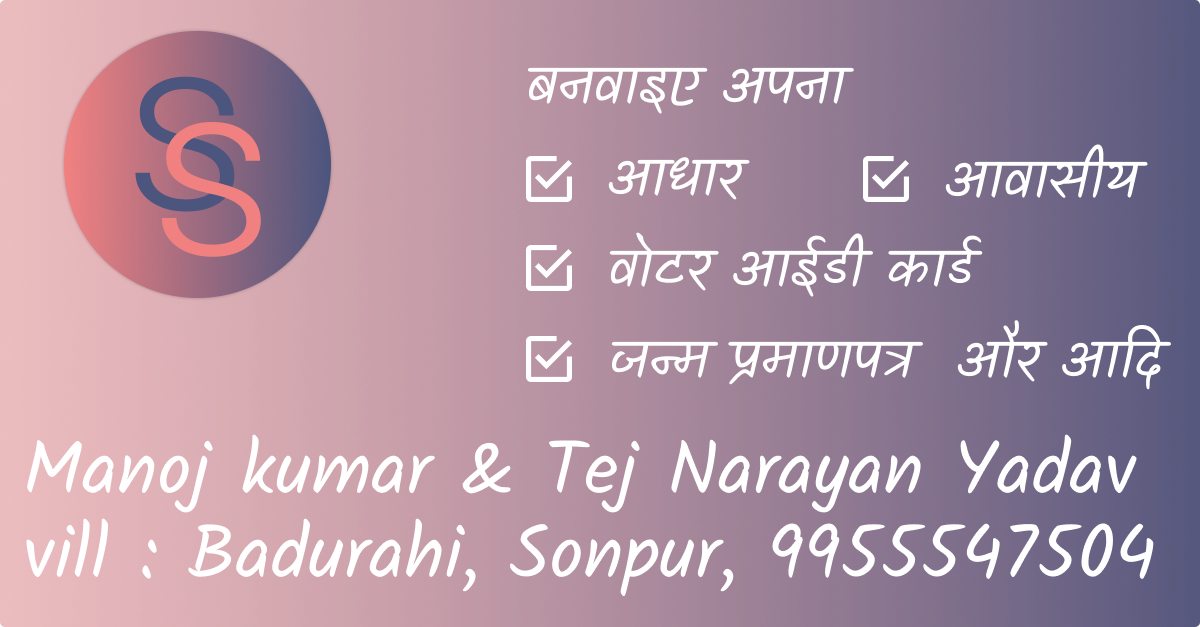 SS
बनवाइए अपना
आधार आवासीय
वोटर आईडी कार्ड
जन्म प्रमाणपत्र और आदि
Manoj kumar & Tej Narayan Yadav
vill : Badurahi, Sonpur, 9955547504